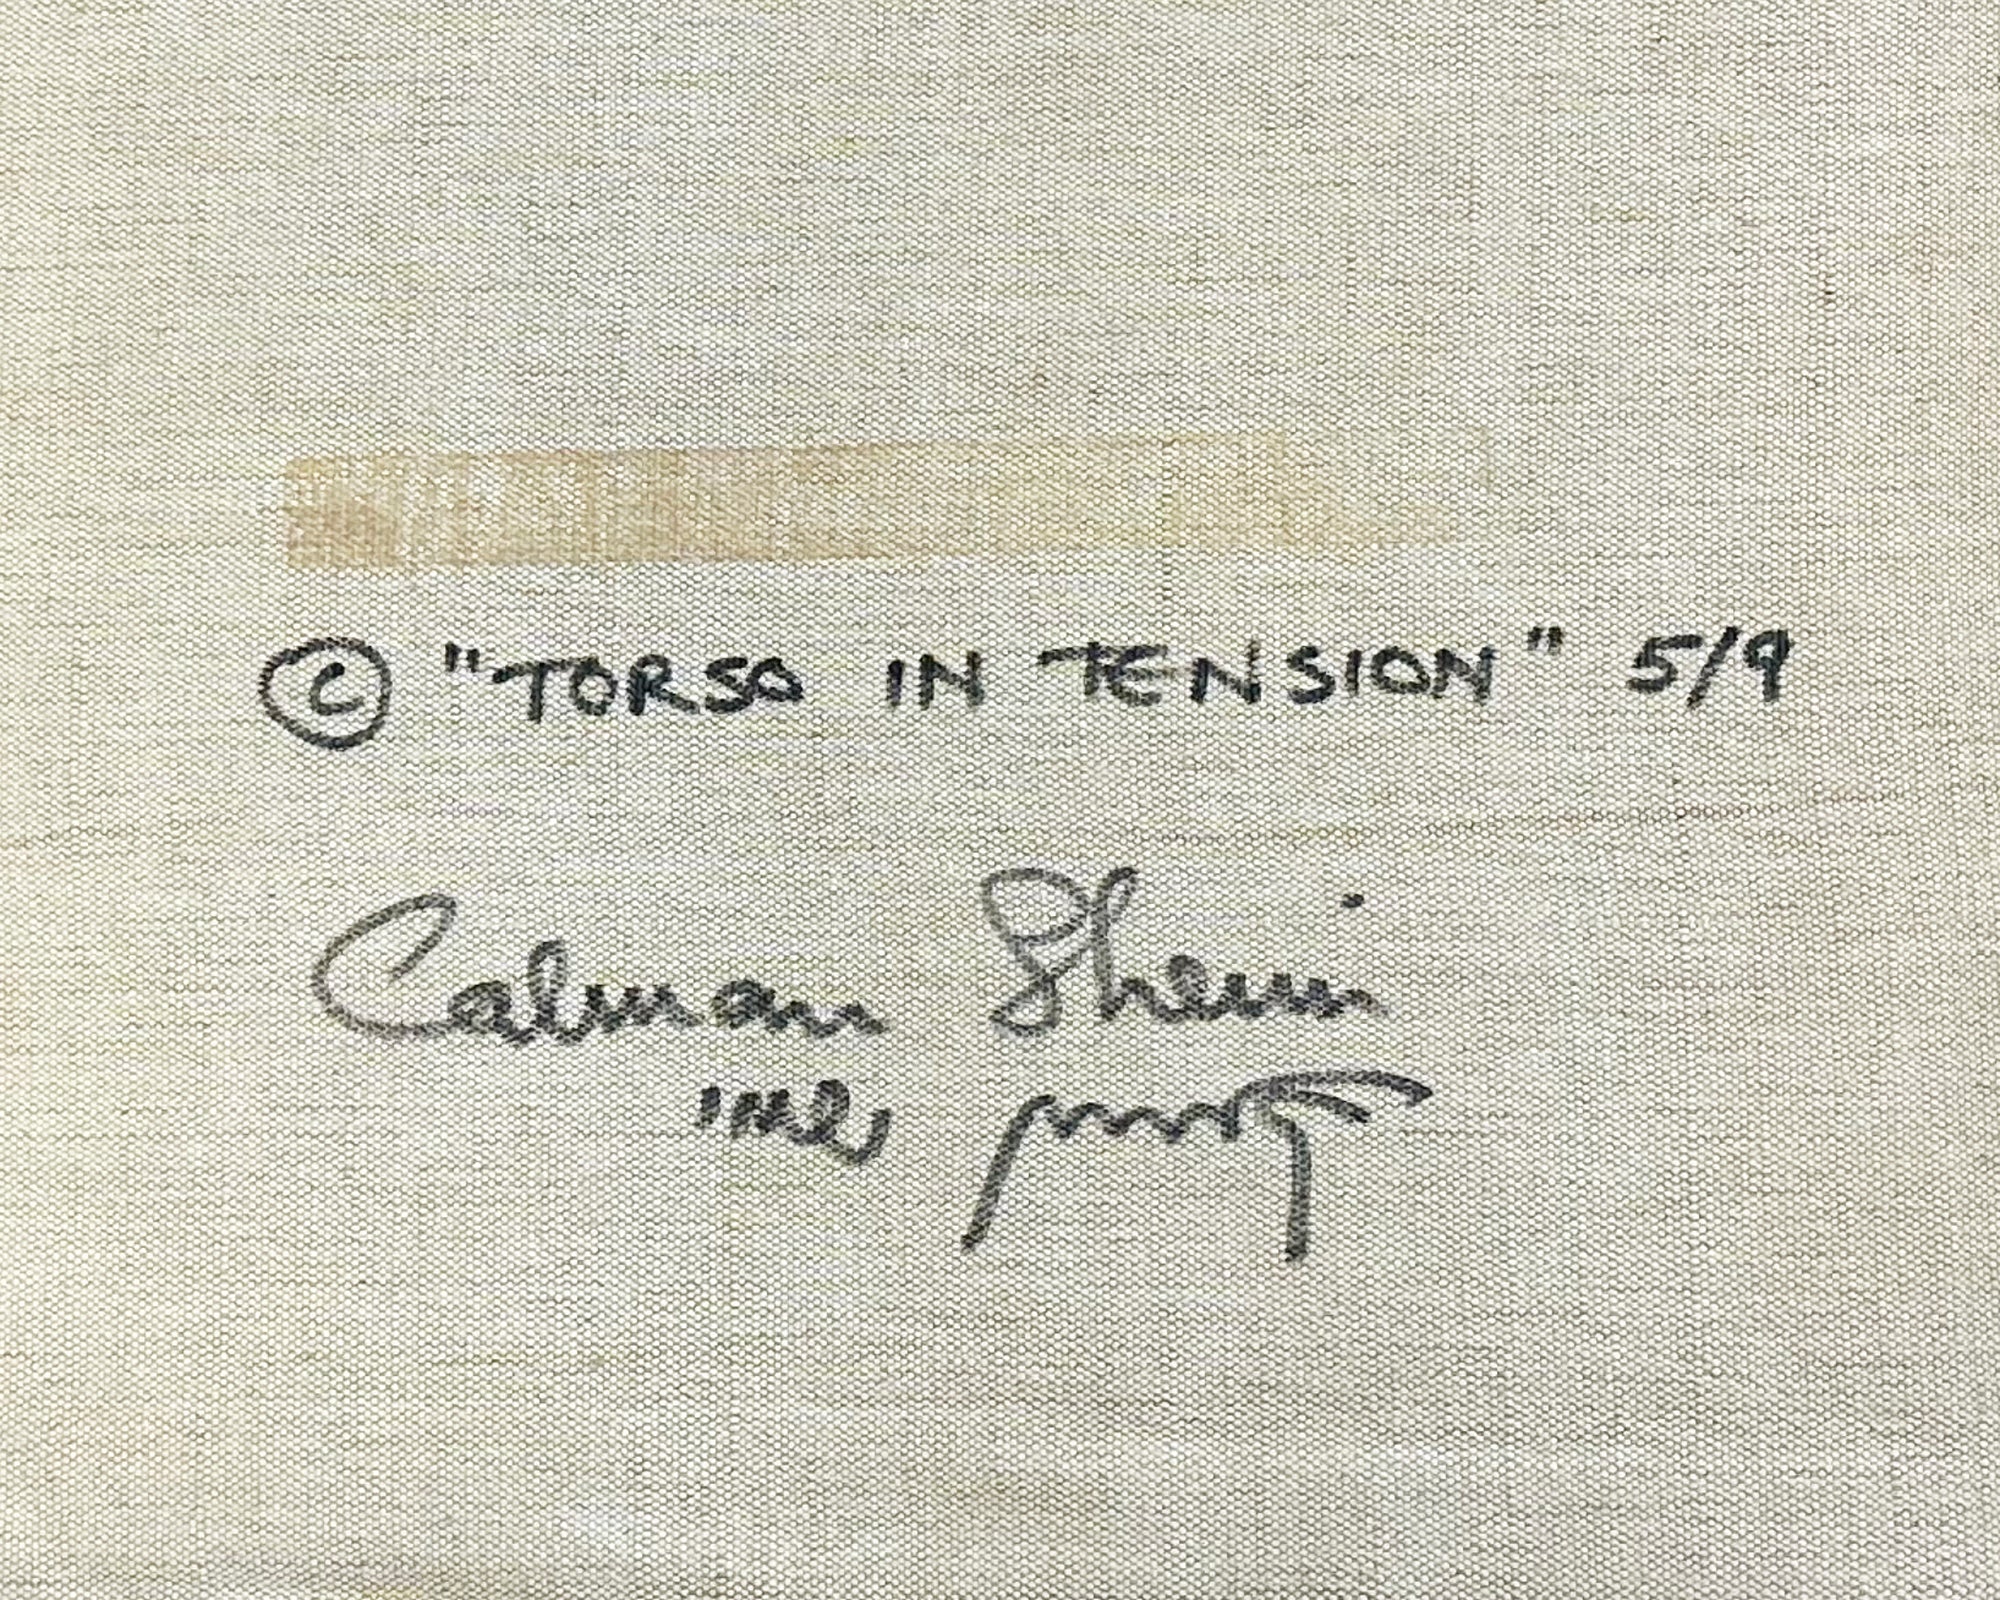 © "TORSO IN TENSION" 5/9
Calman Shemi